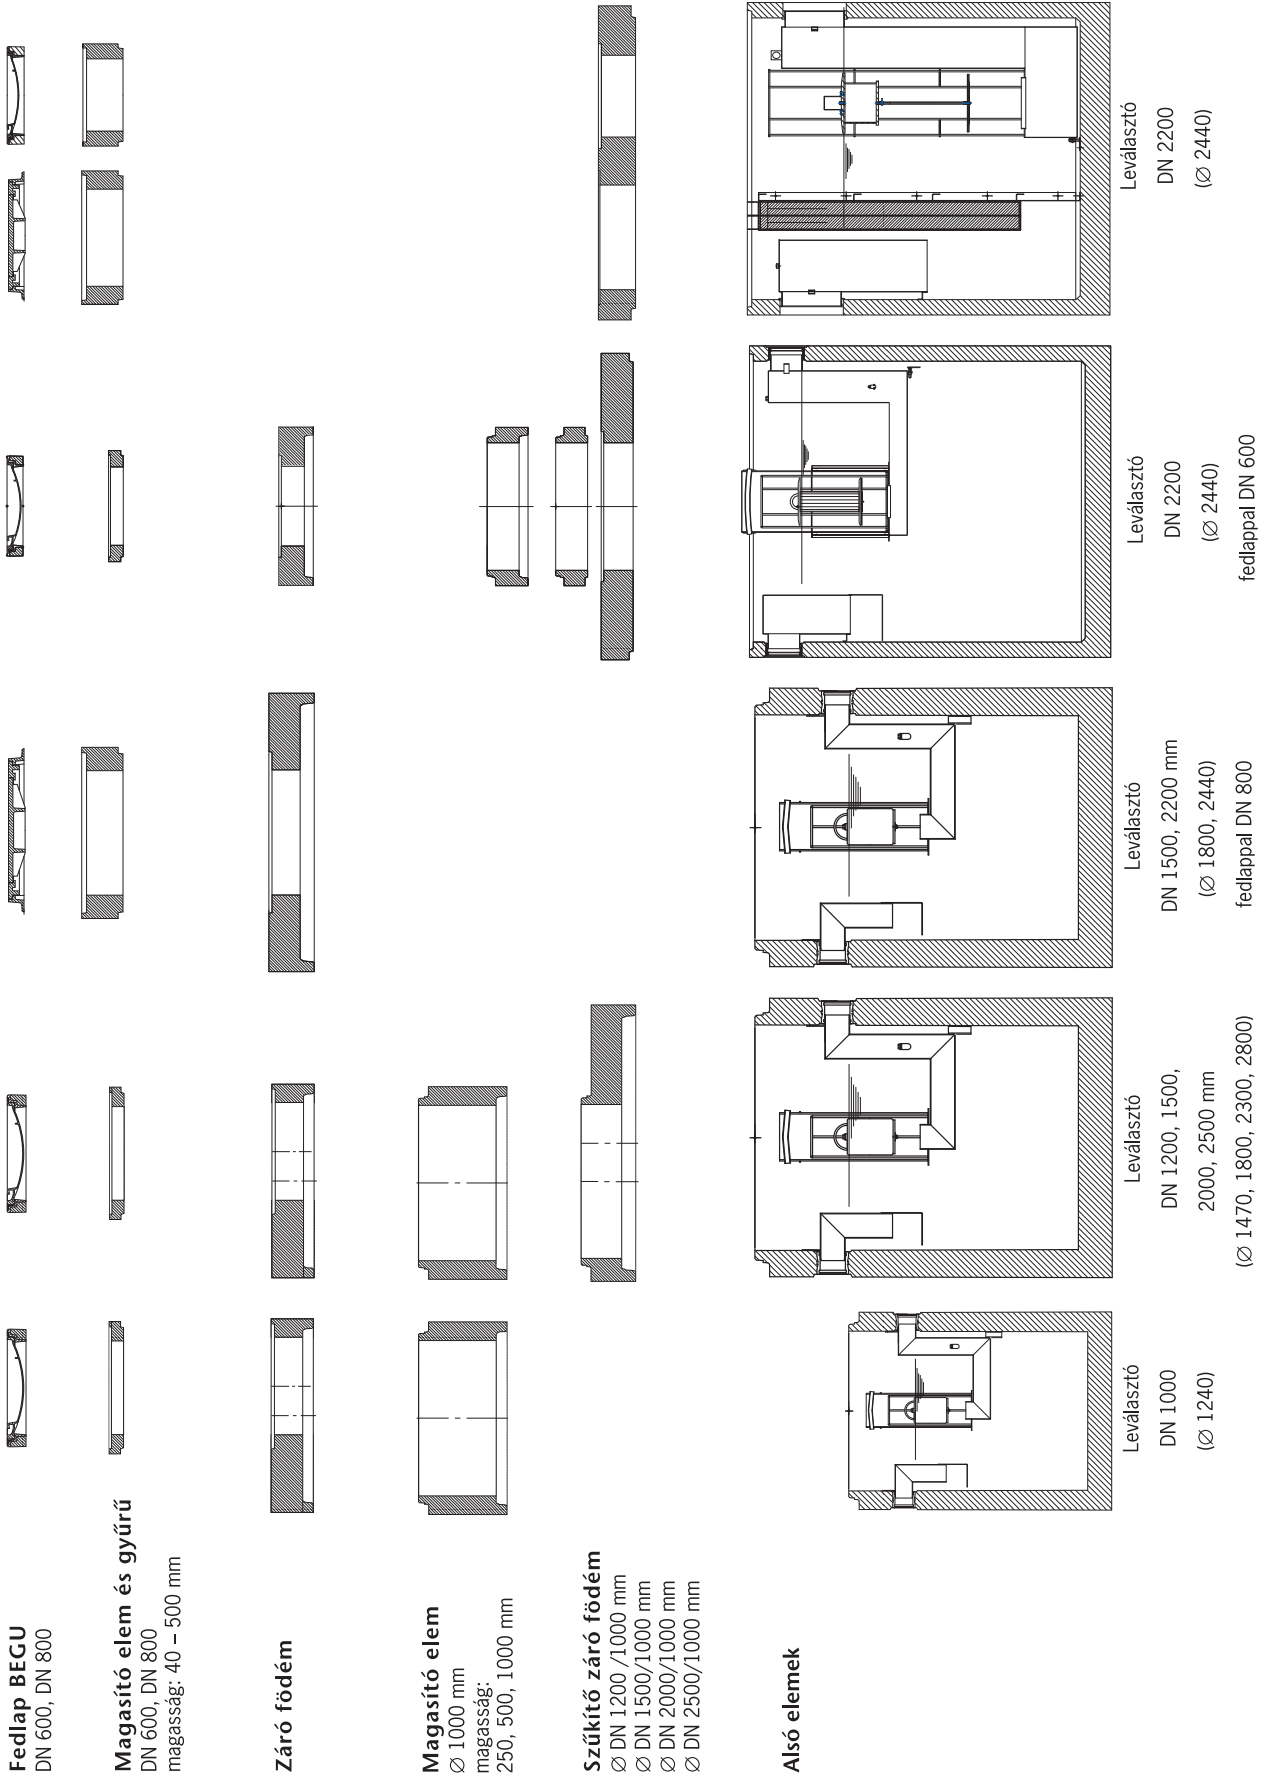 Fedlap BEGU
DN 600, DN 800
Magasító elem és gyűrű
DN 600, DN 800
magasság: 40 – 500 mm
Záró födém
Magasító elem
∅ 1000 mm
magasság:
250, 500, 1000 mm
Szűkítő záró födém
∅ DN 1200 /1000 mm
∅ DN 1500/1000 mm
∅ DN 2000/1000 mm
∅ DN 2500/1000 mm
Alsó elemek
Leválasztó
DN 1000
(∅ 1240)
Leválasztó
DN 1200, 1500,
2000, 2500 mm
(∅ 1470, 1800, 2300, 2800)
Leválasztó
DN 1500, 2200 mm
(∅ 1800, 2440)
fedlappal DN 800
Leválasztó
DN 2200
(∅ 2440)
fedlappal DN 600
Leválasztó
DN 2200
(∅ 2440)